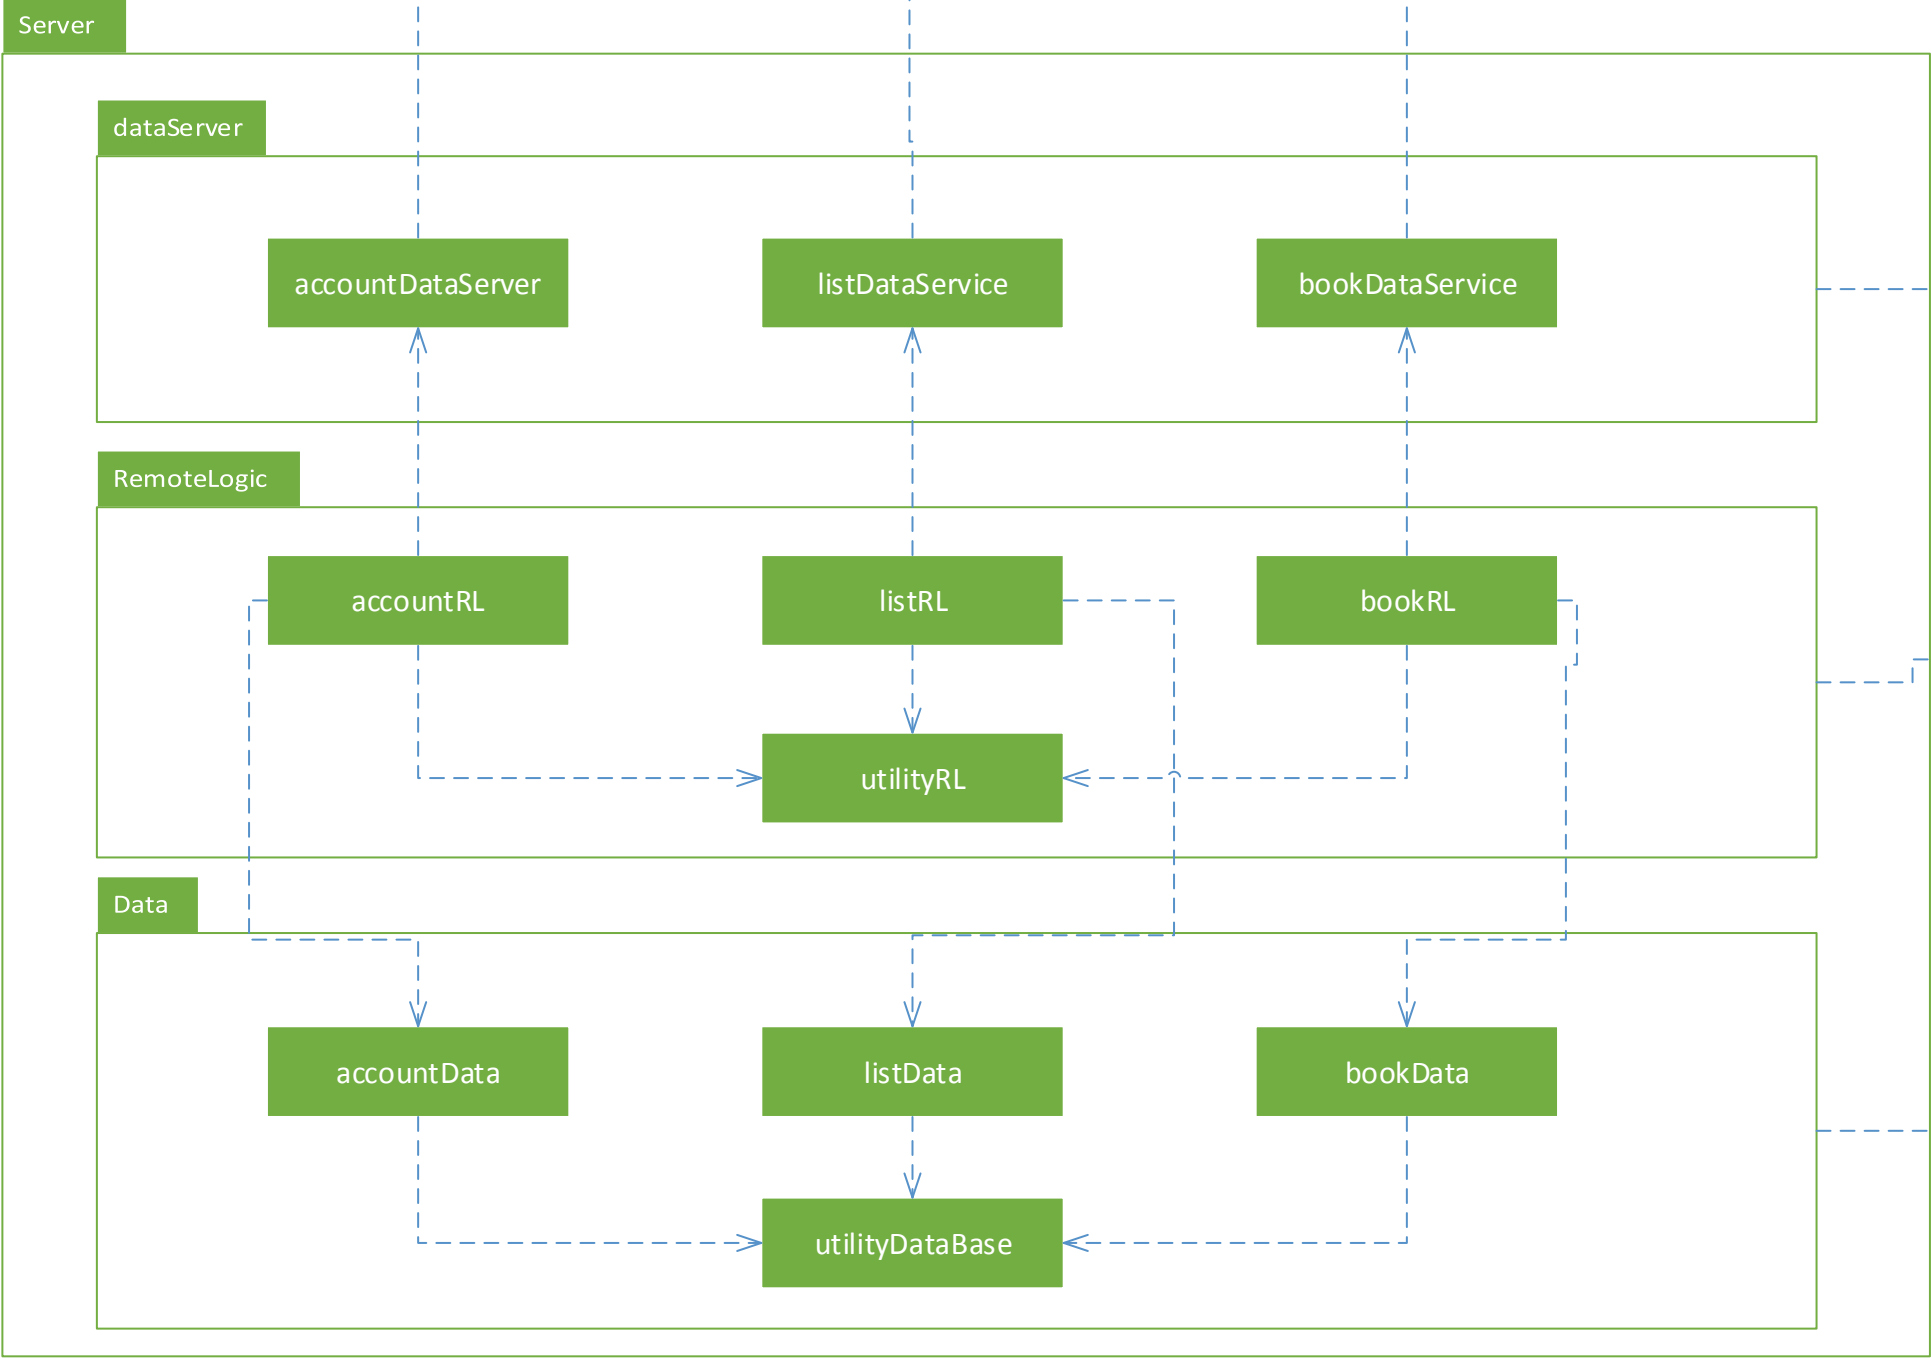 Server
dataServer
accountDataServer
listDataService
bookDataService
RemoteLogic
accountRL
listRL
bookRL
utilityRL
Data
accountData
listData
bookData
utilityDataBase